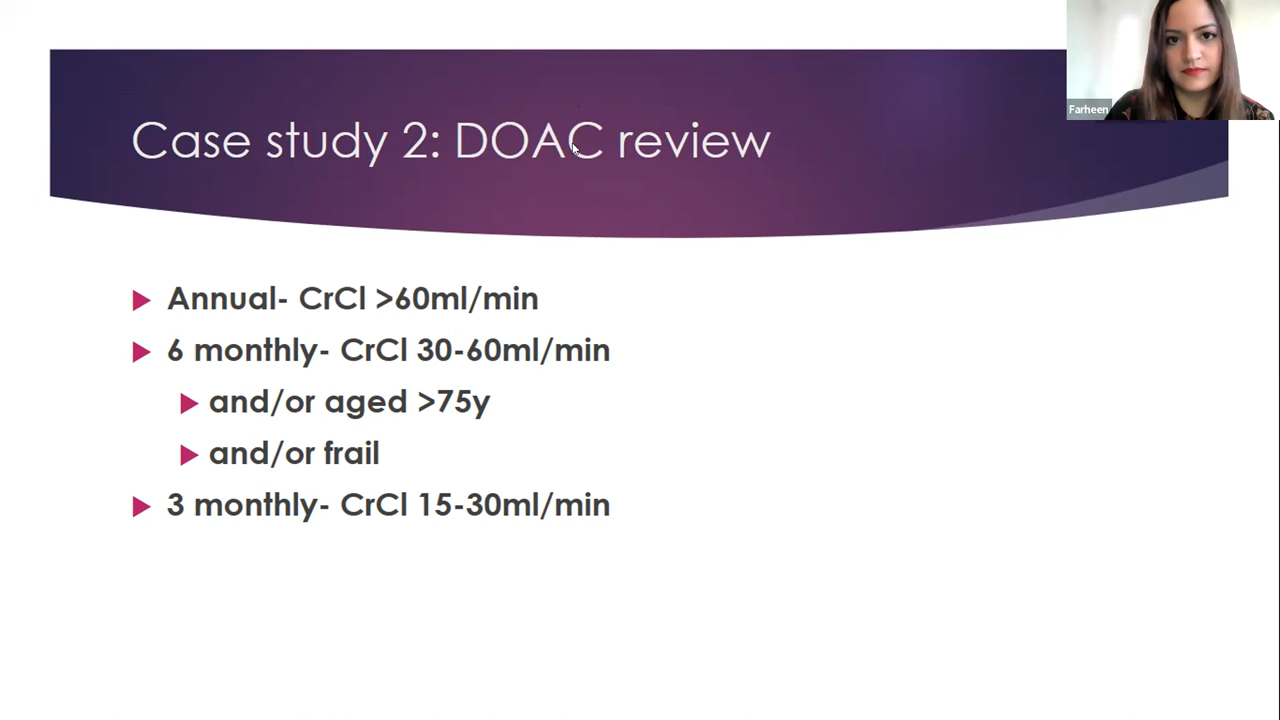 Case study 2: DOAC review
Farheen
Annual- CrCl >60ml/min
6 monthly- CrCl 30-60ml/min
and/or aged >75y
and/or frail
3 monthly- CrCl 15-30ml/min